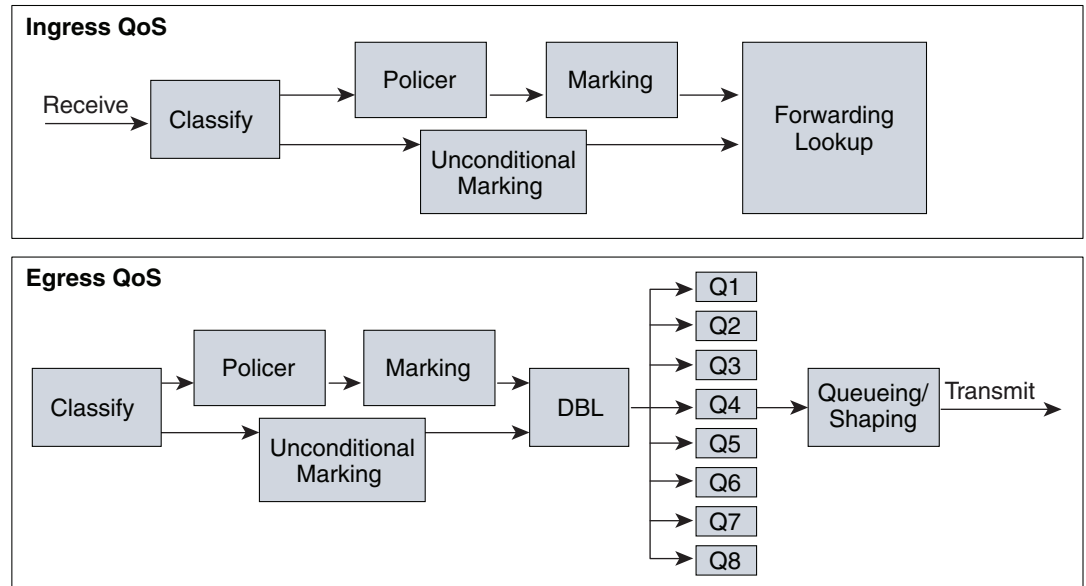 Ingress QoS
Receive
Classify
Policer
Marking
Unconditional
Marking
Forwarding
Lookup
Egress QoS
Classify
Policer
Marking
Unconditional
Marking
DBL
Q1
Q2
Q3
Q4
Q5
Q6
Q7
Q8
Queueing/
Shaping
Transmit